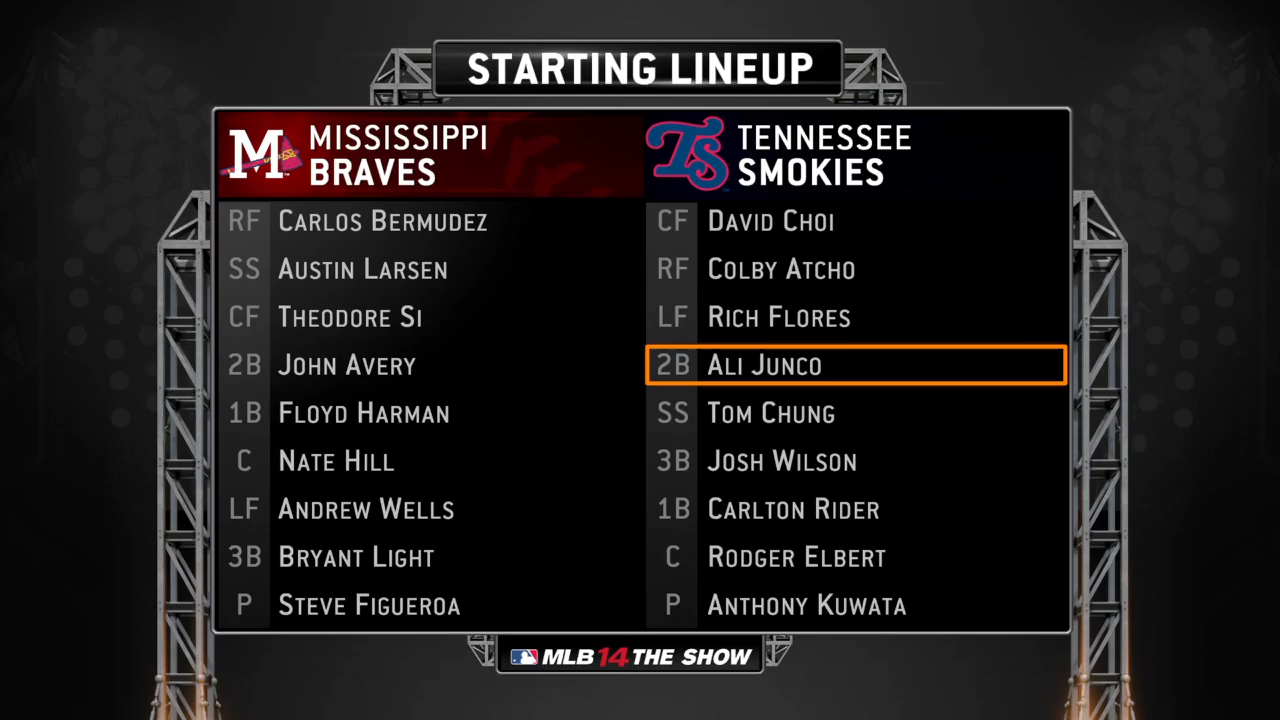 STARTING LINEUP
M MISSISSIPPI BRAVES
RF CARLOS BERMUDEZ
SS AUSTIN LARSEN
CF THEODORE SI
2B JOHN AVERY
1B FLOYD HARMAN
C NATE HILL
LF ANDREW WELLS
3B BRYANT LIGHT
P STEVE FIGUEROA
TS TENNESSEE SMOKIES
CF DAVID CHOI
RF COLBY ATCHO
LF RICH FLORES
2B ALI JUNCO
SS TOM CHUNG
3B JOSH WILSON
1B CARLTON RIDER
C RODGER ELBERT
P ANTHONY KUWATA
MLB 14 THE SHOW